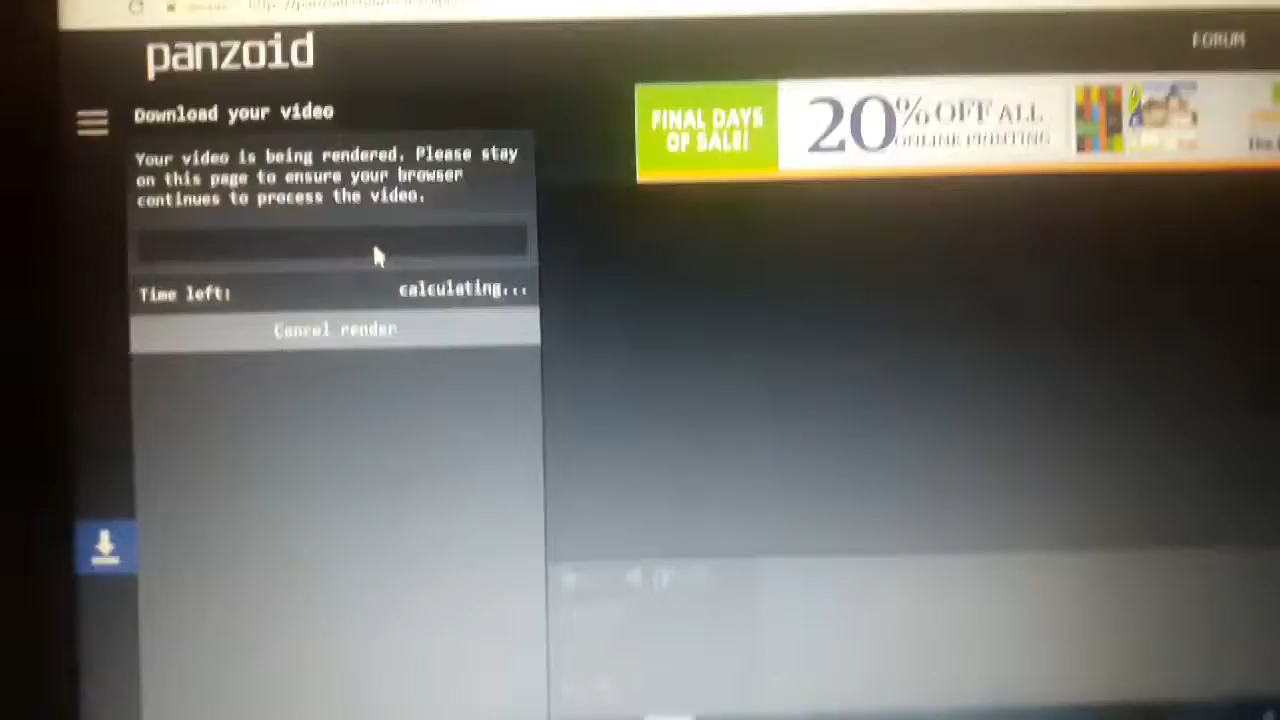 panzoid
FORUM
Download your video
FINAL DAYS
OF SALE!
20% OFF ALL
ONLINE PRINTING
Your video is being rendered. Please stay
on this page to ensure your browser
continues to process the video.
Time left: calculating...
Cancel render